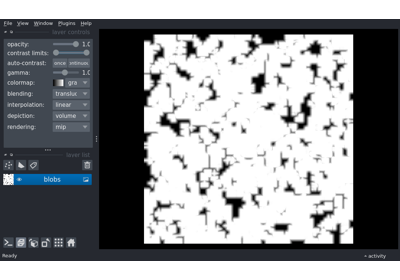 File View Window Plugins Help
layer controls
opacity: 1.0
contrast limits:
auto-contrast: once
gamma: 1.0
colormap: gra
blending: transluc
interpolation: linear
depiction: volume
rendering: mip
layer list
blobs
Ready
activity